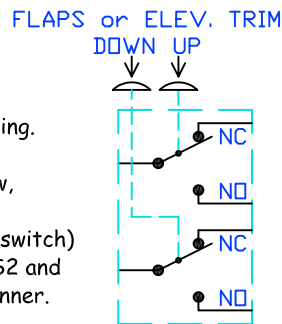 FLAPS or ELEV. TRIM
DOWN UP
ing.
NC
w,
NO
switch)
NC
S2 and
nner.
NO